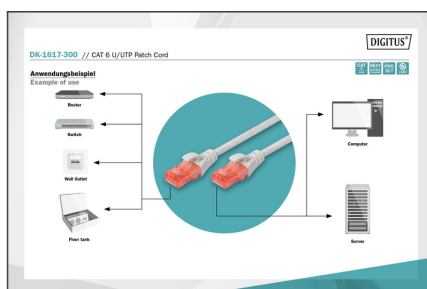 DIGITUS®
DK-1617-300 // CAT 6 U/UTP Patch Cord
Anwendungsbeispiel
Example of use
Router
Switch
Wall Outlet
Floor tank
Computer
Server